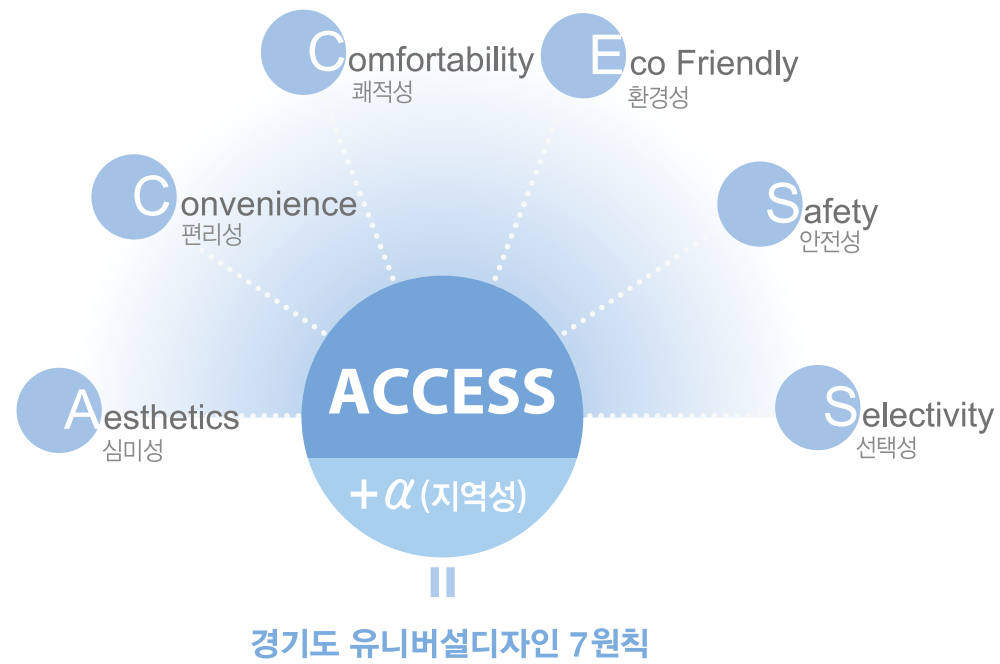 Aesthetics
심미성
Convenience
편리성
Comfortability
쾌적성
Eco Friendly
환경성
Safety
안전성
Selectivity
선택성
ACCESS
+α (지역성)
=
경기도 유니버설디자인 7원칙